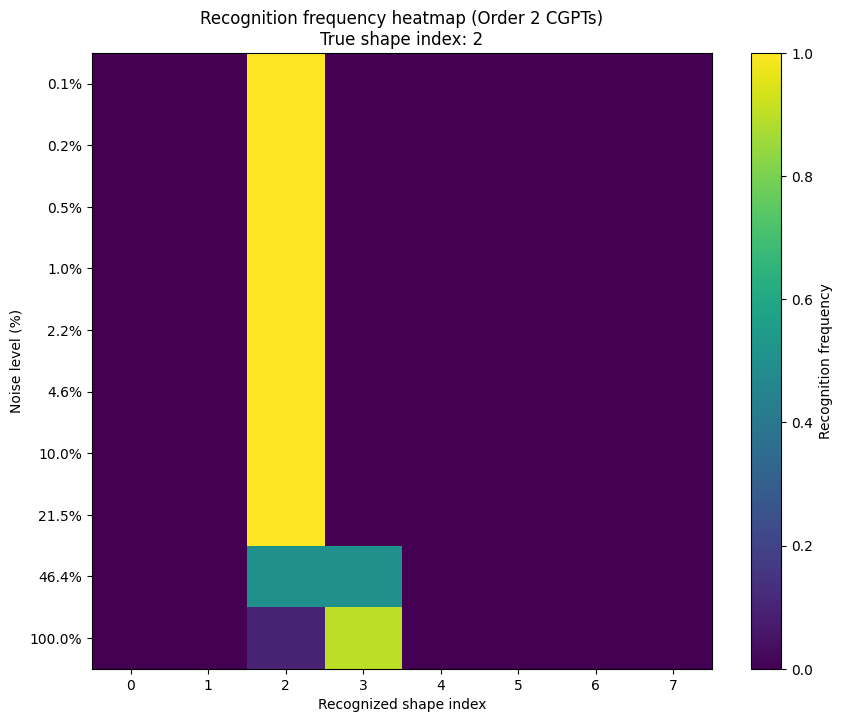 Recognition frequency heatmap (Order 2 CGPTs)
True shape index: 2
Noise level (%)
0.1%
0.2%
0.5%
1.0%
2.2%
4.6%
10.0%
21.5%
46.4%
100.0%
0 1 2 3 4 5 6 7
Recognized shape index
1.0
0.8
0.6
0.4
0.2
0.0
Recognition frequency